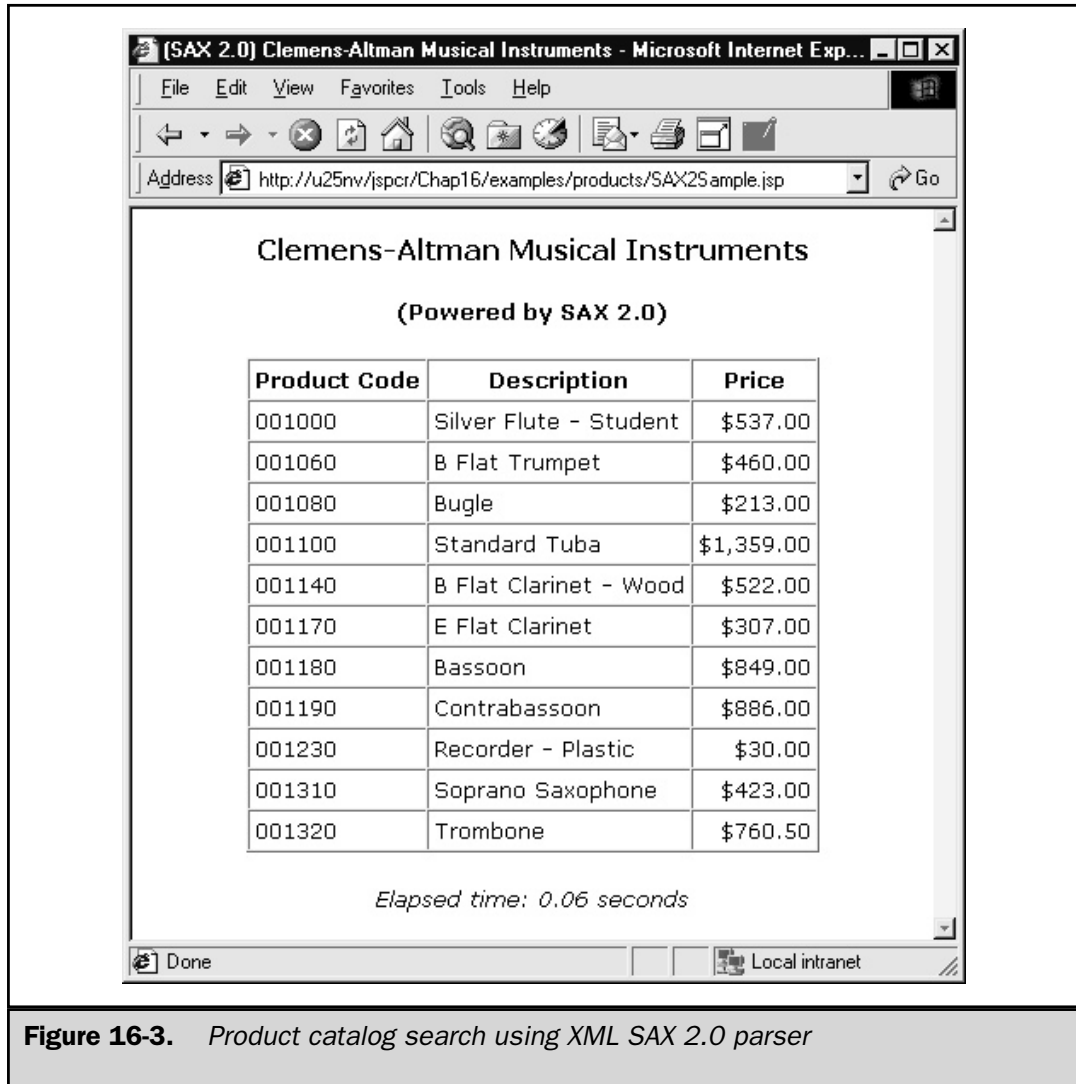 (SAX 2.0) Clemens-Altman Musical Instruments - Microsoft Internet Exp...
File Edit View Favorites Tools Help
Address http://u25nv/jspcr/Chap16/examples/products/SAX2Sample.jsp Go
Clemens-Altman Musical Instruments
(Powered by SAX 2.0)
Product Code Description Price
001000 Silver Flute - Student $537.00
001060 B Flat Trumpet $460.00
001080 Bugle $213.00
001100 Standard Tuba $1,359.00
001140 B Flat Clarinet - Wood $522.00
001170 E Flat Clarinet $307.00
001180 Bassoon $849.00
001190 Contrabassoon $886.00
001230 Recorder - Plastic $30.00
001310 Soprano Saxophone $423.00
001320 Trombone $760.50
Elapsed time: 0.06 seconds
Done Local intranet
Figure 16-3. Product catalog search using XML SAX 2.0 parser